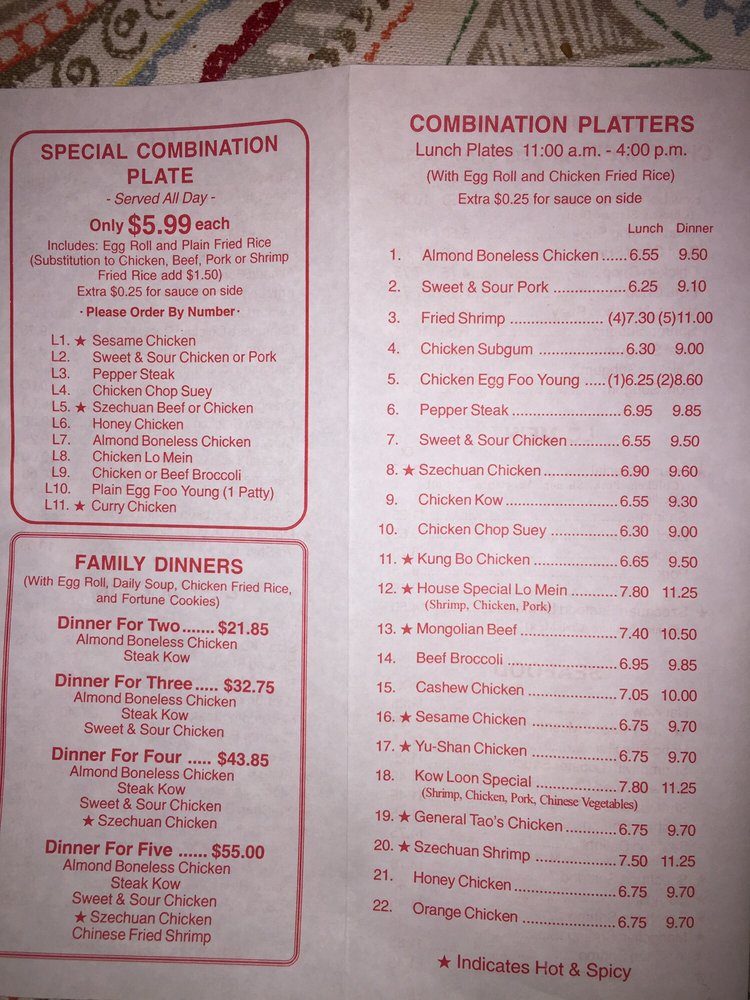 SPECIAL COMBINATION
PLATE
- Served All Day -
Only $5.99 each
Includes: Egg Roll and Plain Fried Rice
(Substitution to Chicken, Beef, Pork or Shrimp
Fried Rice add $1.50)
Extra $0.25 for sauce on side
· Please Order By Number ·
L1. ★ Sesame Chicken
L2. Sweet & Sour Chicken or Pork
L3. Pepper Steak
L4. Chicken Chop Suey
L5. ★ Szechuan Beef or Chicken
L6. Honey Chicken
L7. Almond Boneless Chicken
L8. Chicken Lo Mein
L9. Chicken or Beef Broccoli
L10. Plain Egg Foo Young (1 Patty)
L11. ★ Curry Chicken
FAMILY DINNERS
(With Egg Roll, Daily Soup, Chicken Fried Rice,
and Fortune Cookies)
Dinner For Two ....... $21.85
Almond Boneless Chicken
Steak Kow
Dinner For Three ..... $32.75
Almond Boneless Chicken
Steak Kow
Sweet & Sour Chicken
Dinner For Four ..... $43.85
Almond Boneless Chicken
Steak Kow
Sweet & Sour Chicken
★ Szechuan Chicken
Dinner For Five ...... $55.00
Almond Boneless Chicken
Steak Kow
Sweet & Sour Chicken
★ Szechuan Chicken
Chinese Fried Shrimp
COMBINATION PLATTERS
Lunch Plates 11:00 a.m. - 4:00 p.m.
(With Egg Roll and Chicken Fried Rice)
Extra $0.25 for sauce on side
Lunch Dinner
1. Almond Boneless Chicken ...... 6.55 9.50
2. Sweet & Sour Pork ................. 6.25 9.10
3. Fried Shrimp ...................... (4)7.30 (5)11.00
4. Chicken Subgum .................... 6.30 9.00
5. Chicken Egg Foo Young ..... (1)6.25 (2)8.60
6. Pepper Steak .......................... 6.95 9.85
7. Sweet & Sour Chicken ............ 6.55 9.50
8. ★ Szechuan Chicken ................... 6.90 9.60
9. Chicken Kow ........................... 6.55 9.30
10. Chicken Chop Suey ................ 6.30 9.00
11. ★ Kung Bo Chicken .................... 6.65 9.50
12. ★ House Special Lo Mein ............ 7.80 11.25
(Shrimp, Chicken, Pork)
13. ★ Mongolian Beef ....................... 7.40 10.50
14. Beef Broccoli .......................... 6.95 9.85
15. Cashew Chicken ..................... 7.05 10.00
16. ★ Sesame Chicken .................... 6.75 9.70
17. ★ Yu-Shan Chicken .................... 6.75 9.70
18. Kow Loon Special ................... 7.80 11.25
(Shrimp, Chicken, Pork, Chinese Vegetables)
19. ★ General Tao's Chicken ............ 6.75 9.70
20. ★ Szechuan Shrimp ................... 7.50 11.25
21. Honey Chicken ....................... 6.75 9.70
22. Orange Chicken ..................... 6.75 9.70
★ Indicates Hot & Spicy